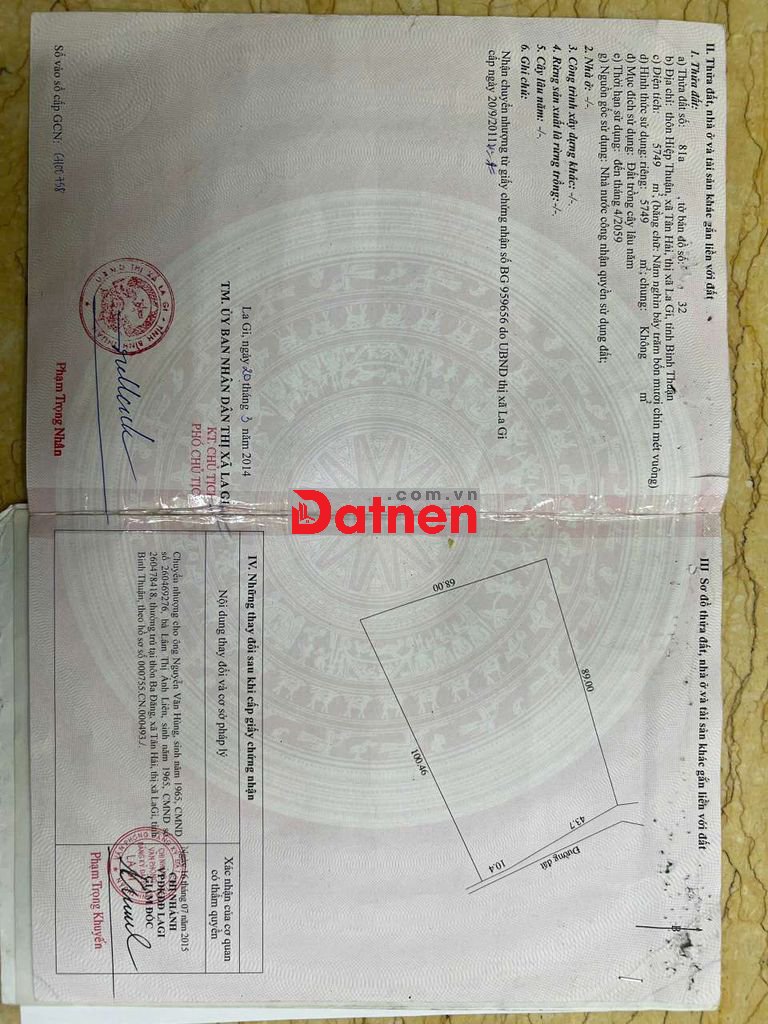 II. Thửa đất, nhà ở và tài sản khác gắn liền với đất
1. Thửa đất:
a) Thửa đất số: 81a , tờ bản đồ số: 32
b) Địa chỉ: thôn Hiệp Thuận, xã Tân Hải, thị xã La Gi, tỉnh Bình Thuận
c) Diện tích: 5749 m², (bằng chữ: Năm nghìn bảy trăm bốn mươi chín mét vuông)
d) Hình thức sử dụng: riêng: 5749 m²; chung: Không m²
đ) Mục đích sử dụng: Đất trồng cây lâu năm
e) Thời hạn sử dụng: đến tháng 4/2059
g) Nguồn gốc sử dụng: Nhà nước công nhận quyền sử dụng đất;
2. Nhà ở: -/-.
3. Công trình xây dựng khác: -/-.
4. Rừng sản xuất là rừng trồng: -/-.
5. Cây lâu năm: -/-.
6. Ghi chú:
Nhận chuyển nhượng từ giấy chứng nhận số BG 959656 do UBND thị xã La Gi
cấp ngày 20/9/2011
La Gi, ngày 20 tháng 3 năm 2014
TM. ỦY BAN NHÂN DÂN THỊ XÃ LA GI
KT. CHỦ TỊCH
PHÓ CHỦ TỊCH
Phạm Trọng Nhân
Số vào sổ cấp GCN:
III. Sơ đồ thửa đất, nhà ở và tài sản khác gắn liền với đất
B
68.00
89.00
100.46
43.7
10.4
Đường đất
IV. Những thay đổi sau khi cấp giấy chứng nhận
Nội dung thay đổi và cơ sở pháp lý
Xác nhận của cơ quan
có thẩm quyền
Chuyển nhượng cho ông Nguyễn Văn Hùng, sinh năm 1965, CMND
số 260469276, bà Lâm Thị Ánh Liên, sinh năm 1965, CMND số
260478418, thường trú tại thôn Ba Đăng, xã Tân Hải, thị xã LaGi, tỉnh
Bình Thuận, theo hồ sơ số 000755.CN.000493./.
Ngày 16 tháng 07 năm 2015
CHI NHÁNH
VPĐKĐĐ LAGI
GIÁM ĐỐC
Phạm Trọng Khuyến
Datnen
.com.vn